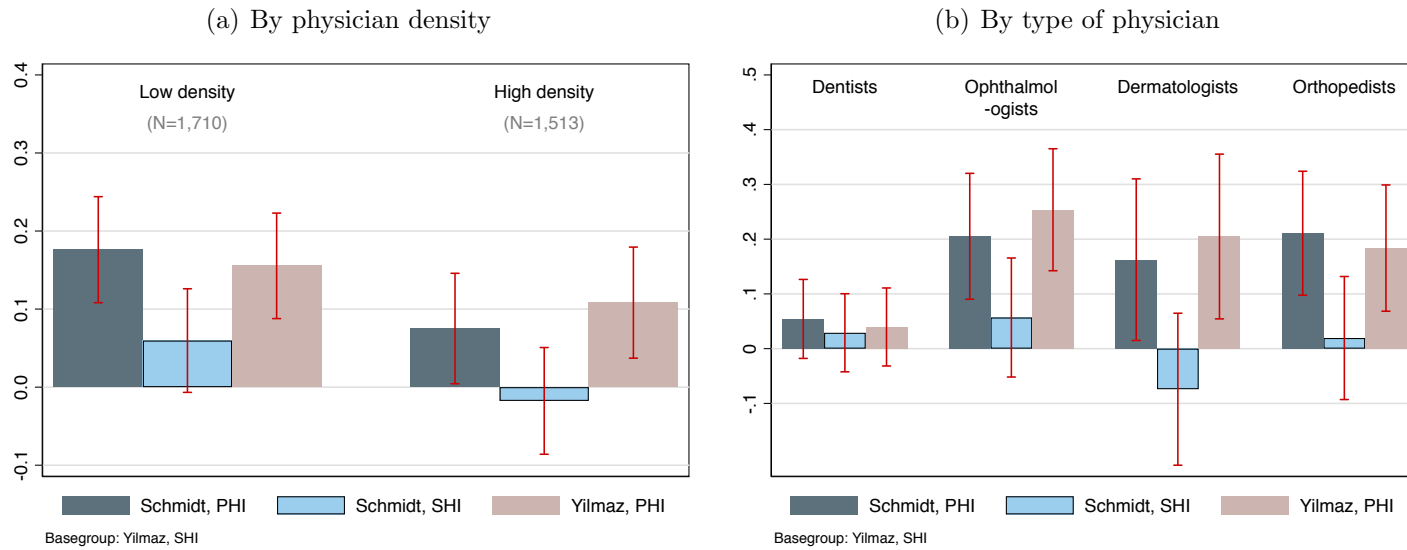 (a) By physician density
0.4
0.3
0.2
0.1
0.0
-0.1
Low density
(N=1,710)
High density
(N=1,513)
Schmidt, PHI
Schmidt, SHI
Yilmaz, PHI
Basegroup: Yilmaz, SHI
(b) By type of physician
.5
.4
.3
.2
.1
0
-.1
Dentists
Ophthalmol
-ogists
Dermatologists
Orthopedists
Schmidt, PHI
Schmidt, SHI
Yilmaz, PHI
Basegroup: Yilmaz, SHI